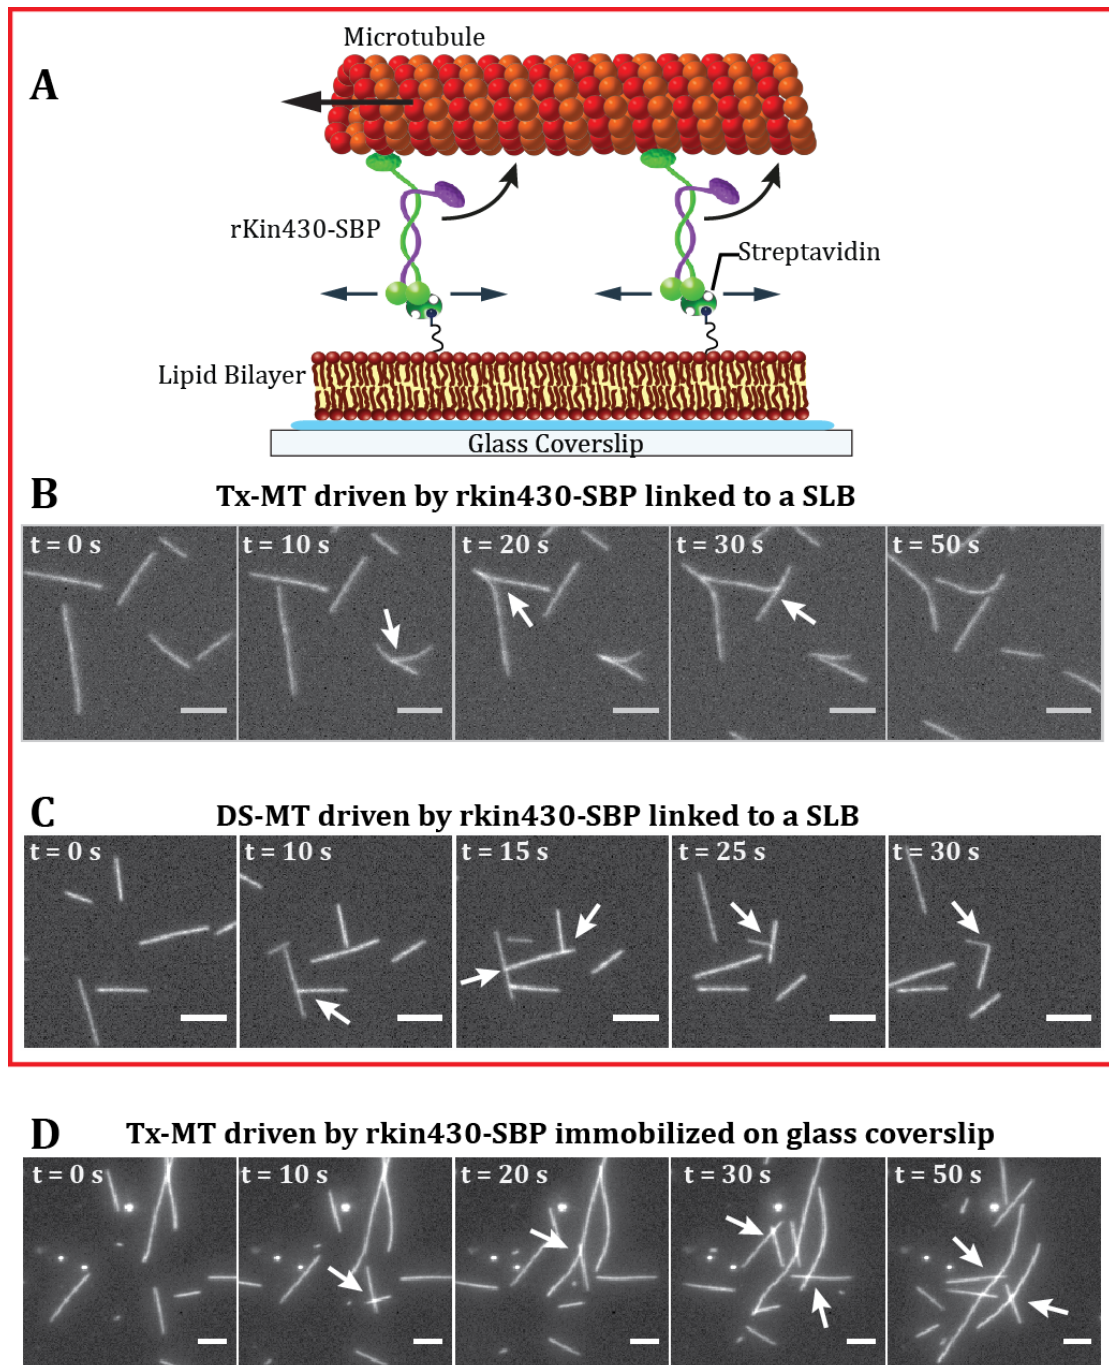 A
Microtubule
rKin430-SBP
Streptavidin
Lipid Bilayer
Glass Coverslip
B Tx-MT driven by rkin430-SBP linked to a SLB
t = 0 s t = 10 s t = 20 s t = 30 s t = 50 s
C DS-MT driven by rkin430-SBP linked to a SLB
t = 0 s t = 10 s t = 15 s t = 25 s t = 30 s
D Tx-MT driven by rkin430-SBP immobilized on glass coverslip
t = 0 s t = 10 s t = 20 s t = 30 s t = 50 s